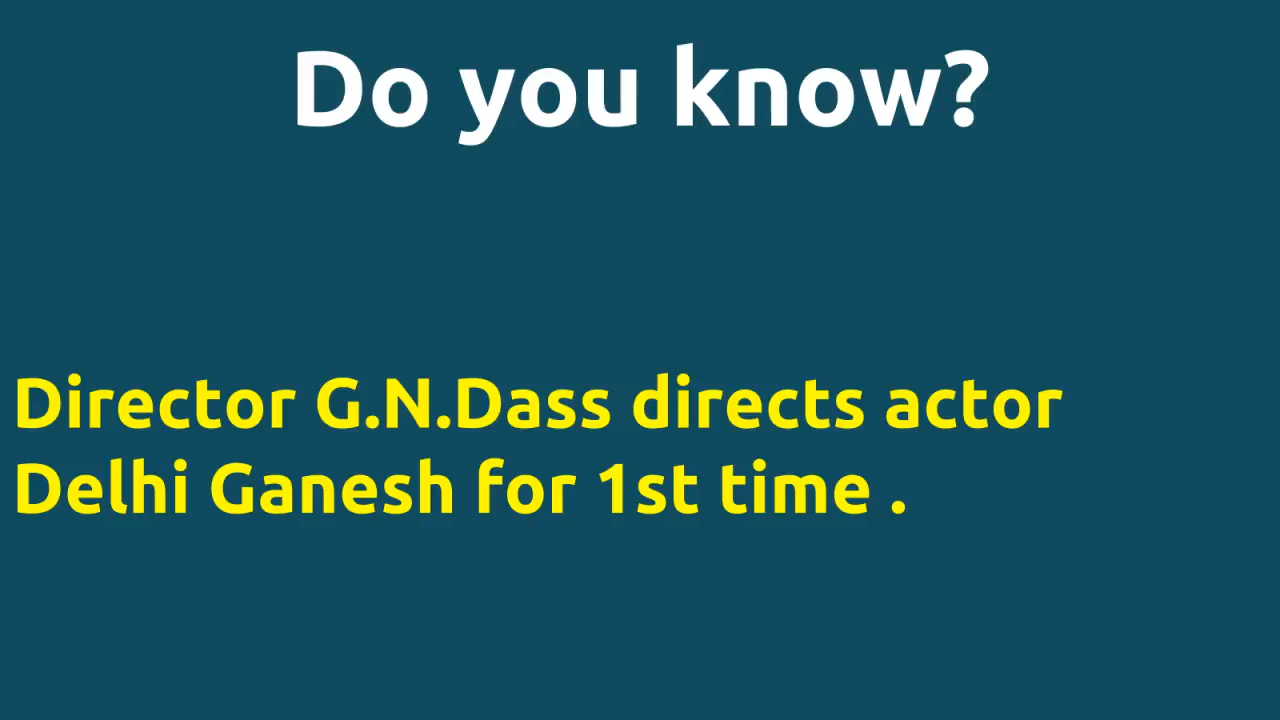 Do you know?
Director G.N.Dass directs actor
Delhi Ganesh for 1st time .